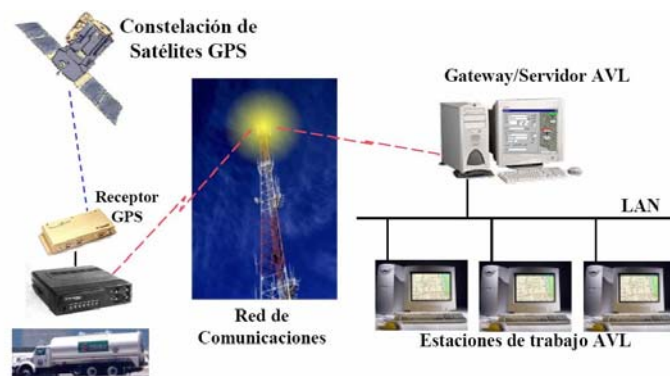 Constelación de
Satélites GPS
Gateway/Servidor AVL
Receptor
GPS
LAN
Red de
Comunicaciones
Estaciones de trabajo AVL